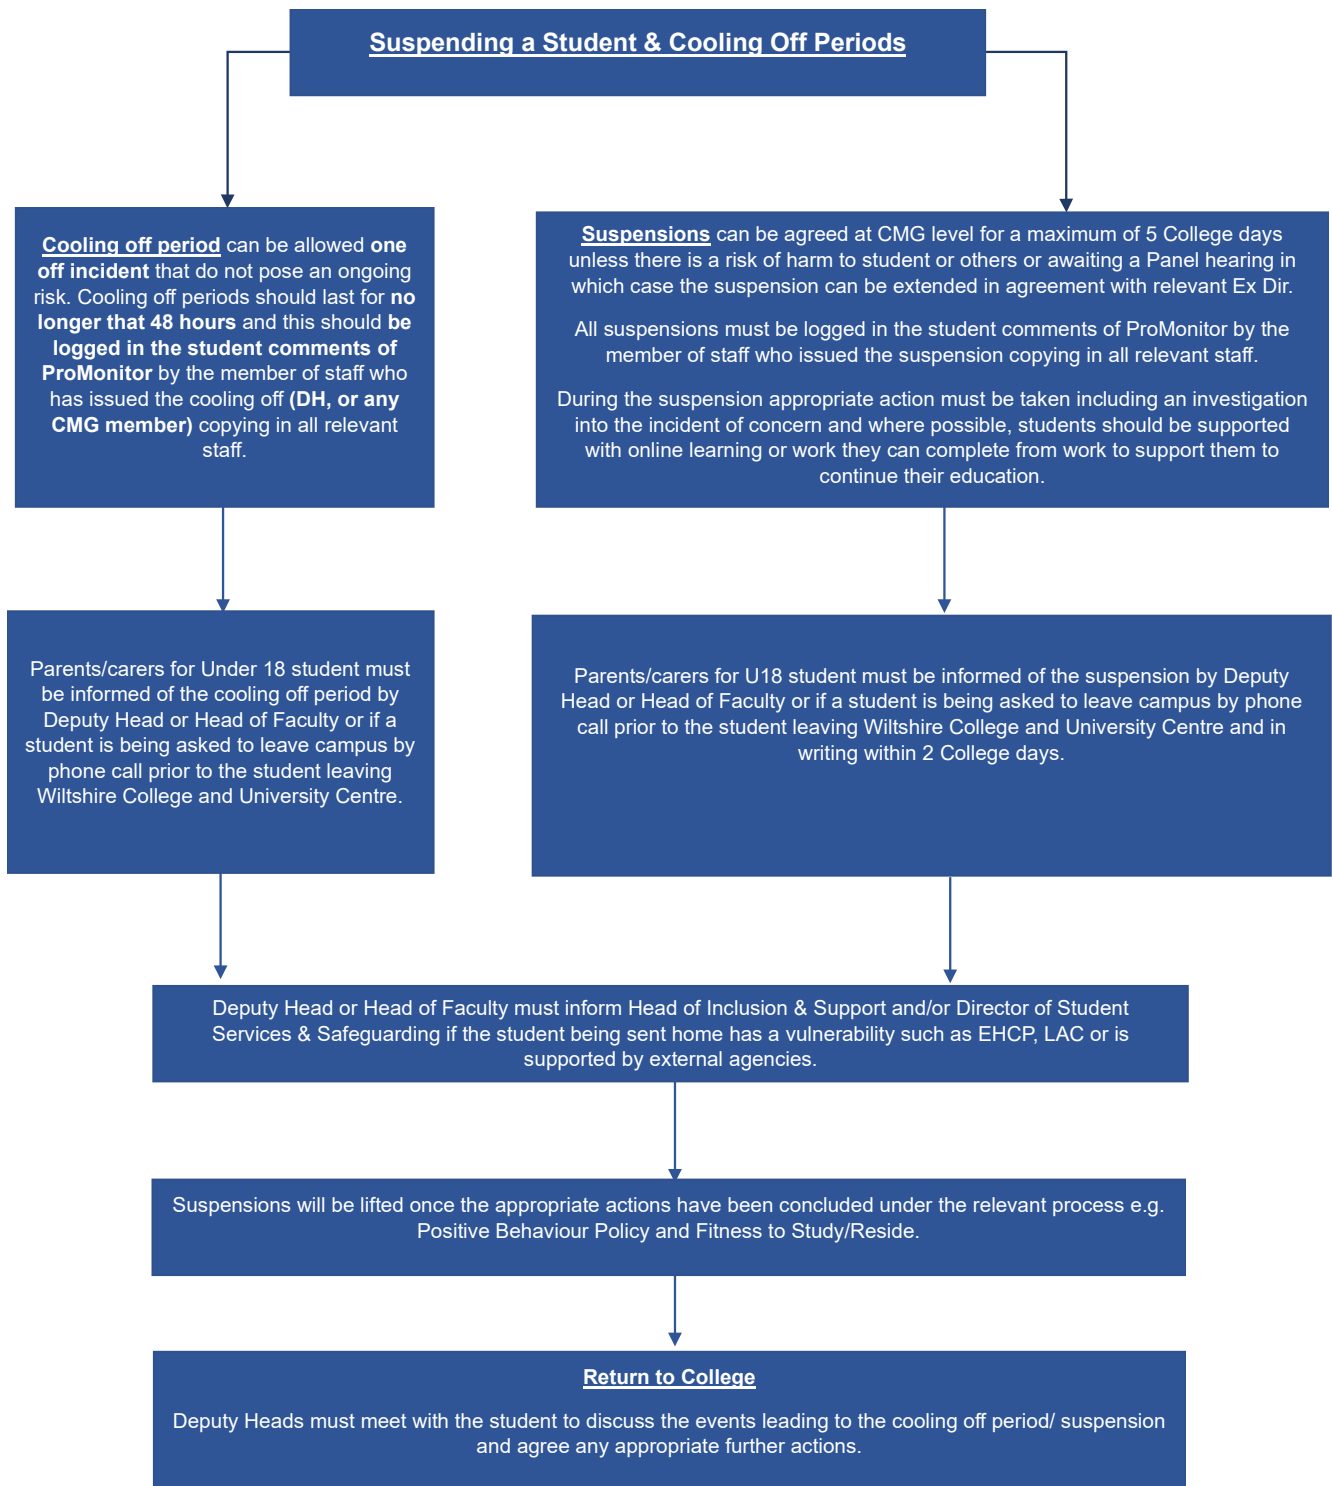 Suspending a Student & Cooling Off Periods
Cooling off period can be allowed one
off incident that do not pose an ongoing
risk. Cooling off periods should last for no
longer that 48 hours and this should be
logged in the student comments of
ProMonitor by the member of staff who
has issued the cooling off (DH, or any
CMG member) copying in all relevant
staff.
Suspensions can be agreed at CMG level for a maximum of 5 College days
unless there is a risk of harm to student or others or awaiting a Panel hearing in
which case the suspension can be extended in agreement with relevant Ex Dir.
All suspensions must be logged in the student comments of ProMonitor by the
member of staff who issued the suspension copying in all relevant staff.
During the suspension appropriate action must be taken including an investigation
into the incident of concern and where possible, students should be supported
with online learning or work they can complete from work to support them to
continue their education.
Parents/carers for Under 18 student must
be informed of the cooling off period by
Deputy Head or Head of Faculty or if a
student is being asked to leave campus by
phone call prior to the student leaving
Wiltshire College and University Centre.
Parents/carers for U18 student must be informed of the suspension by Deputy
Head or Head of Faculty or if a student is being asked to leave campus by phone
call prior to the student leaving Wiltshire College and University Centre and in
writing within 2 College days.
Deputy Head or Head of Faculty must inform Head of Inclusion & Support and/or Director of Student
Services & Safeguarding if the student being sent home has a vulnerability such as EHCP, LAC or is
supported by external agencies.
Suspensions will be lifted once the appropriate actions have been concluded under the relevant process e.g.
Positive Behaviour Policy and Fitness to Study/Reside.
Return to College
Deputy Heads must meet with the student to discuss the events leading to the cooling off period/ suspension
and agree any appropriate further actions.